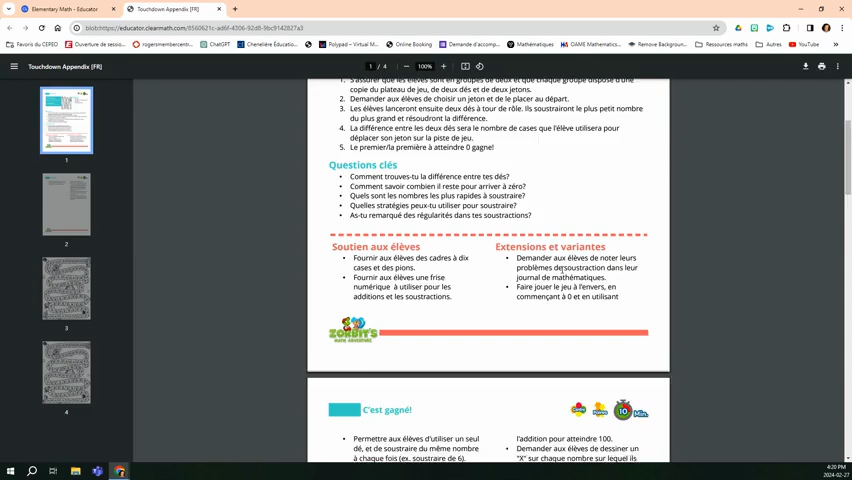 Elementary Math - Educator
Touchdown Appendix [FR]
blob:https://educator.clearmath.com/8560621c-ad6f-4306-92d8-9bc9142827a3
Favoris du CEPEO
Ouverture de session...
rogersmembercentr...
ChatGPT
Chenelière Éducatio...
Polypad – Virtual M...
Online Booking
Demande d'accomp...
Mathématiques
OAME Mathematics...
Remove Background...
Ressources maths
Autres
YouTube
Touchdown Appendix [FR]
1 / 4
100%
1
2
3
4
1. S'assurer que les élèves sont en groupes de deux et que chaque groupe dispose d'une
copie du plateau de jeu, de deux dés et de deux jetons.
2. Demander aux élèves de choisir un jeton et de le placer au départ.
3. Les élèves lanceront ensuite deux dés à tour de rôle. Ils soustrairont le plus petit nombre
du plus grand et résoudront la différence.
4. La différence entre les deux dés sera le nombre de cases que l'élève utilisera pour
déplacer son jeton sur la piste de jeu.
5. Le premier/la première à atteindre 0 gagne!
Questions clés
• Comment trouves-tu la différence entre tes dés?
• Comment savoir combien il reste pour arriver à zéro?
• Quels sont les nombres les plus rapides à soustraire?
• Quelles stratégies peux-tu utiliser pour soustraire?
• As-tu remarqué des régularités dans tes soustractions?
Soutien aux élèves
• Fournir aux élèves des cadres à dix
cases et des pions.
• Fournir aux élèves une frise
numérique à utiliser pour les
additions et les soustractions.
Extensions et variantes
• Demander aux élèves de noter leurs
problèmes de soustraction dans leur
journal de mathématiques.
• Faire jouer le jeu à l'envers, en
commençant à 0 et en utilisant
ZORBIT'S
MATH ADVENTURE
C'est gagné!
10
Min.
• Permettre aux élèves d'utiliser un seul
dé, et de soustraire du même nombre
à chaque fois (ex. soustraire de 6).
l'addition pour atteindre 100.
• Demander aux élèves de dessiner un
"X" sur chaque nombre sur lequel ils
4:20 PM
2024-02-27